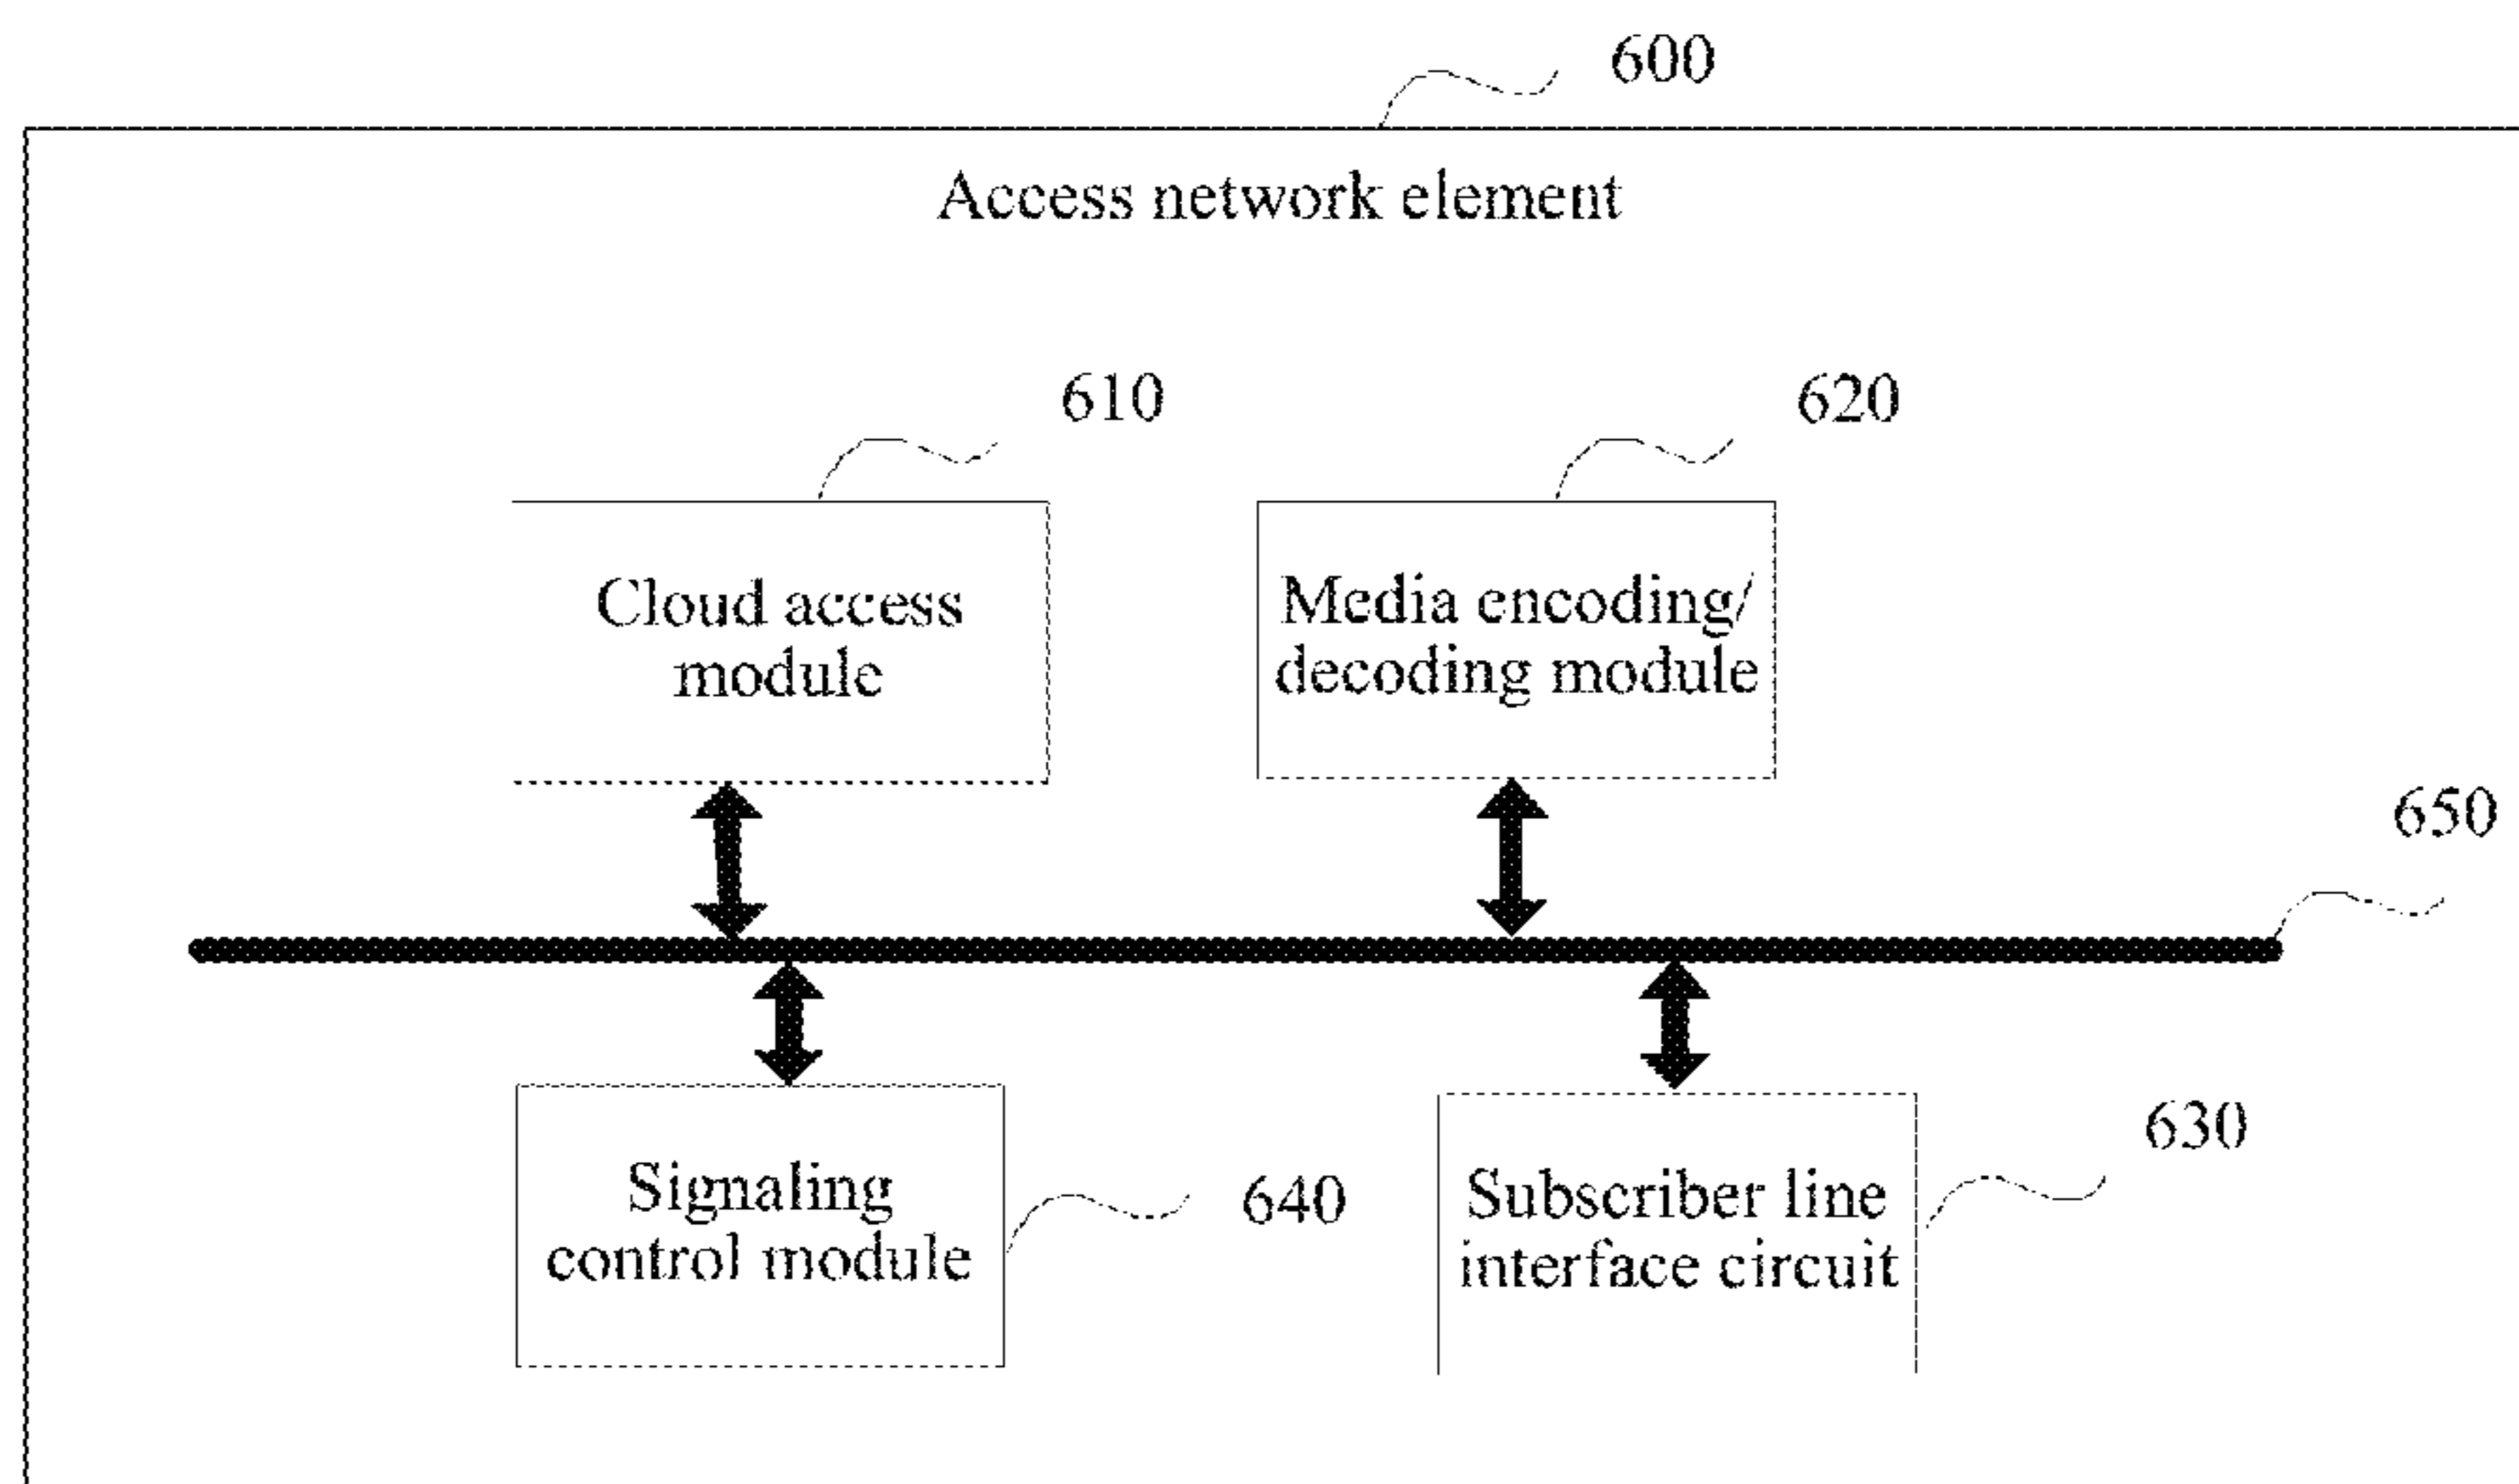 600
Access network element
610
620
Cloud access
module
Media encoding/
decoding module
650
Signaling
control module
640
Subscriber line
interface circuit
630